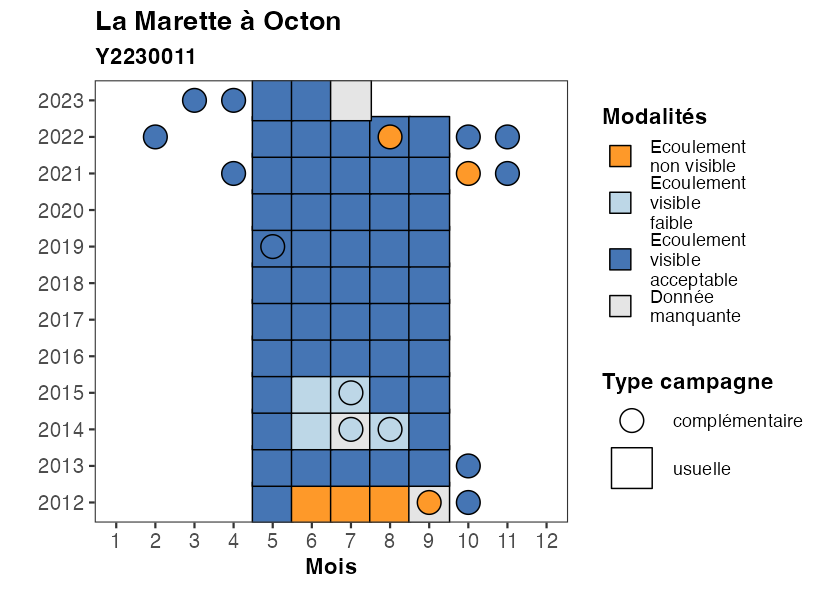 La Marette à Octon
Y2230011
2023
2022
2021
2020
2019
2018
2017
2016
2015
2014
2013
2012
1 2 3 4 5 6 7 8 9 10 11 12
Mois
Modalités
Ecoulement
non visible
Ecoulement
visible
faible
Ecoulement
visible
acceptable
Donnée
manquante
Type campagne
complémentaire
usuelle